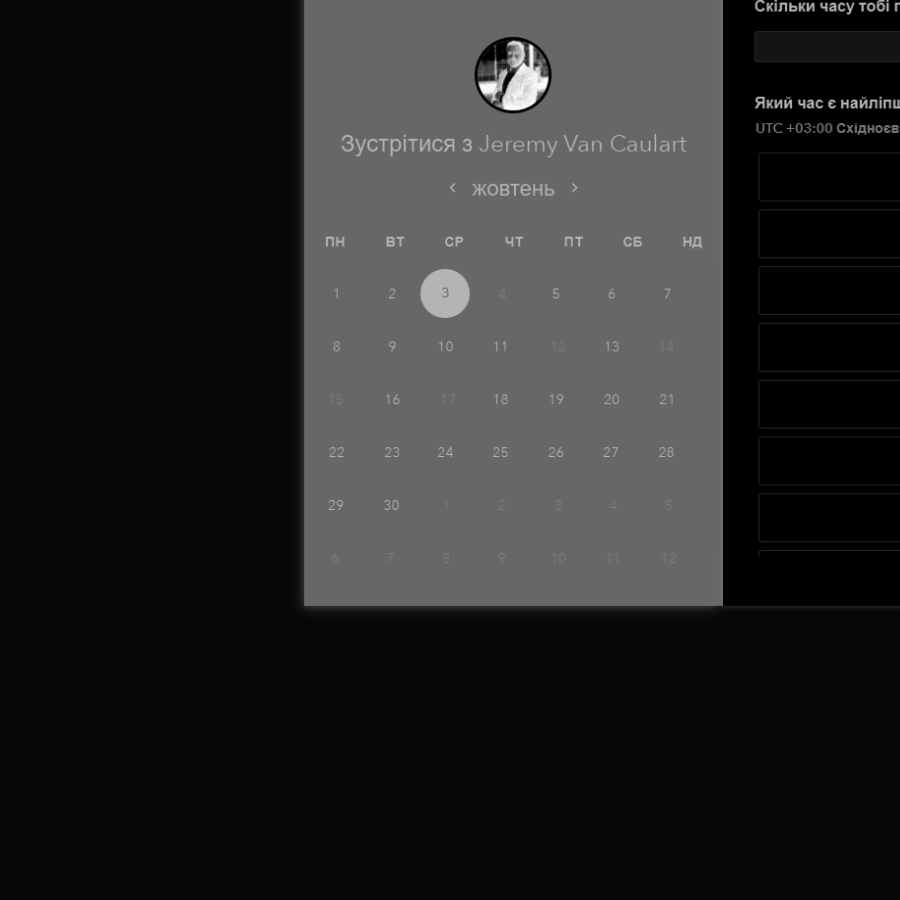 Скільки часу тобі
Зустрітися з Jeremy Van Caulart
‹ жовтень ›
ПН ВТ СР ЧТ ПТ СБ НД
1 2 3 4 5 6 7
8 9 10 11 12 13 14
15 16 17 18 19 20 21
22 23 24 25 26 27 28
29 30 1 2 3 4 5
6 7 8 9 10 11 12
Який час є найліпш
UTC +03:00 Східноєв